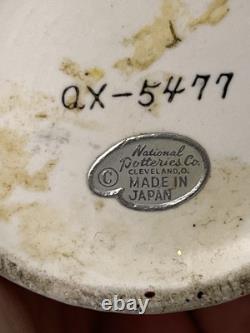 QX-5477
National
Potteries Co.
CLEVELAND, O.
© MADE IN
JAPAN